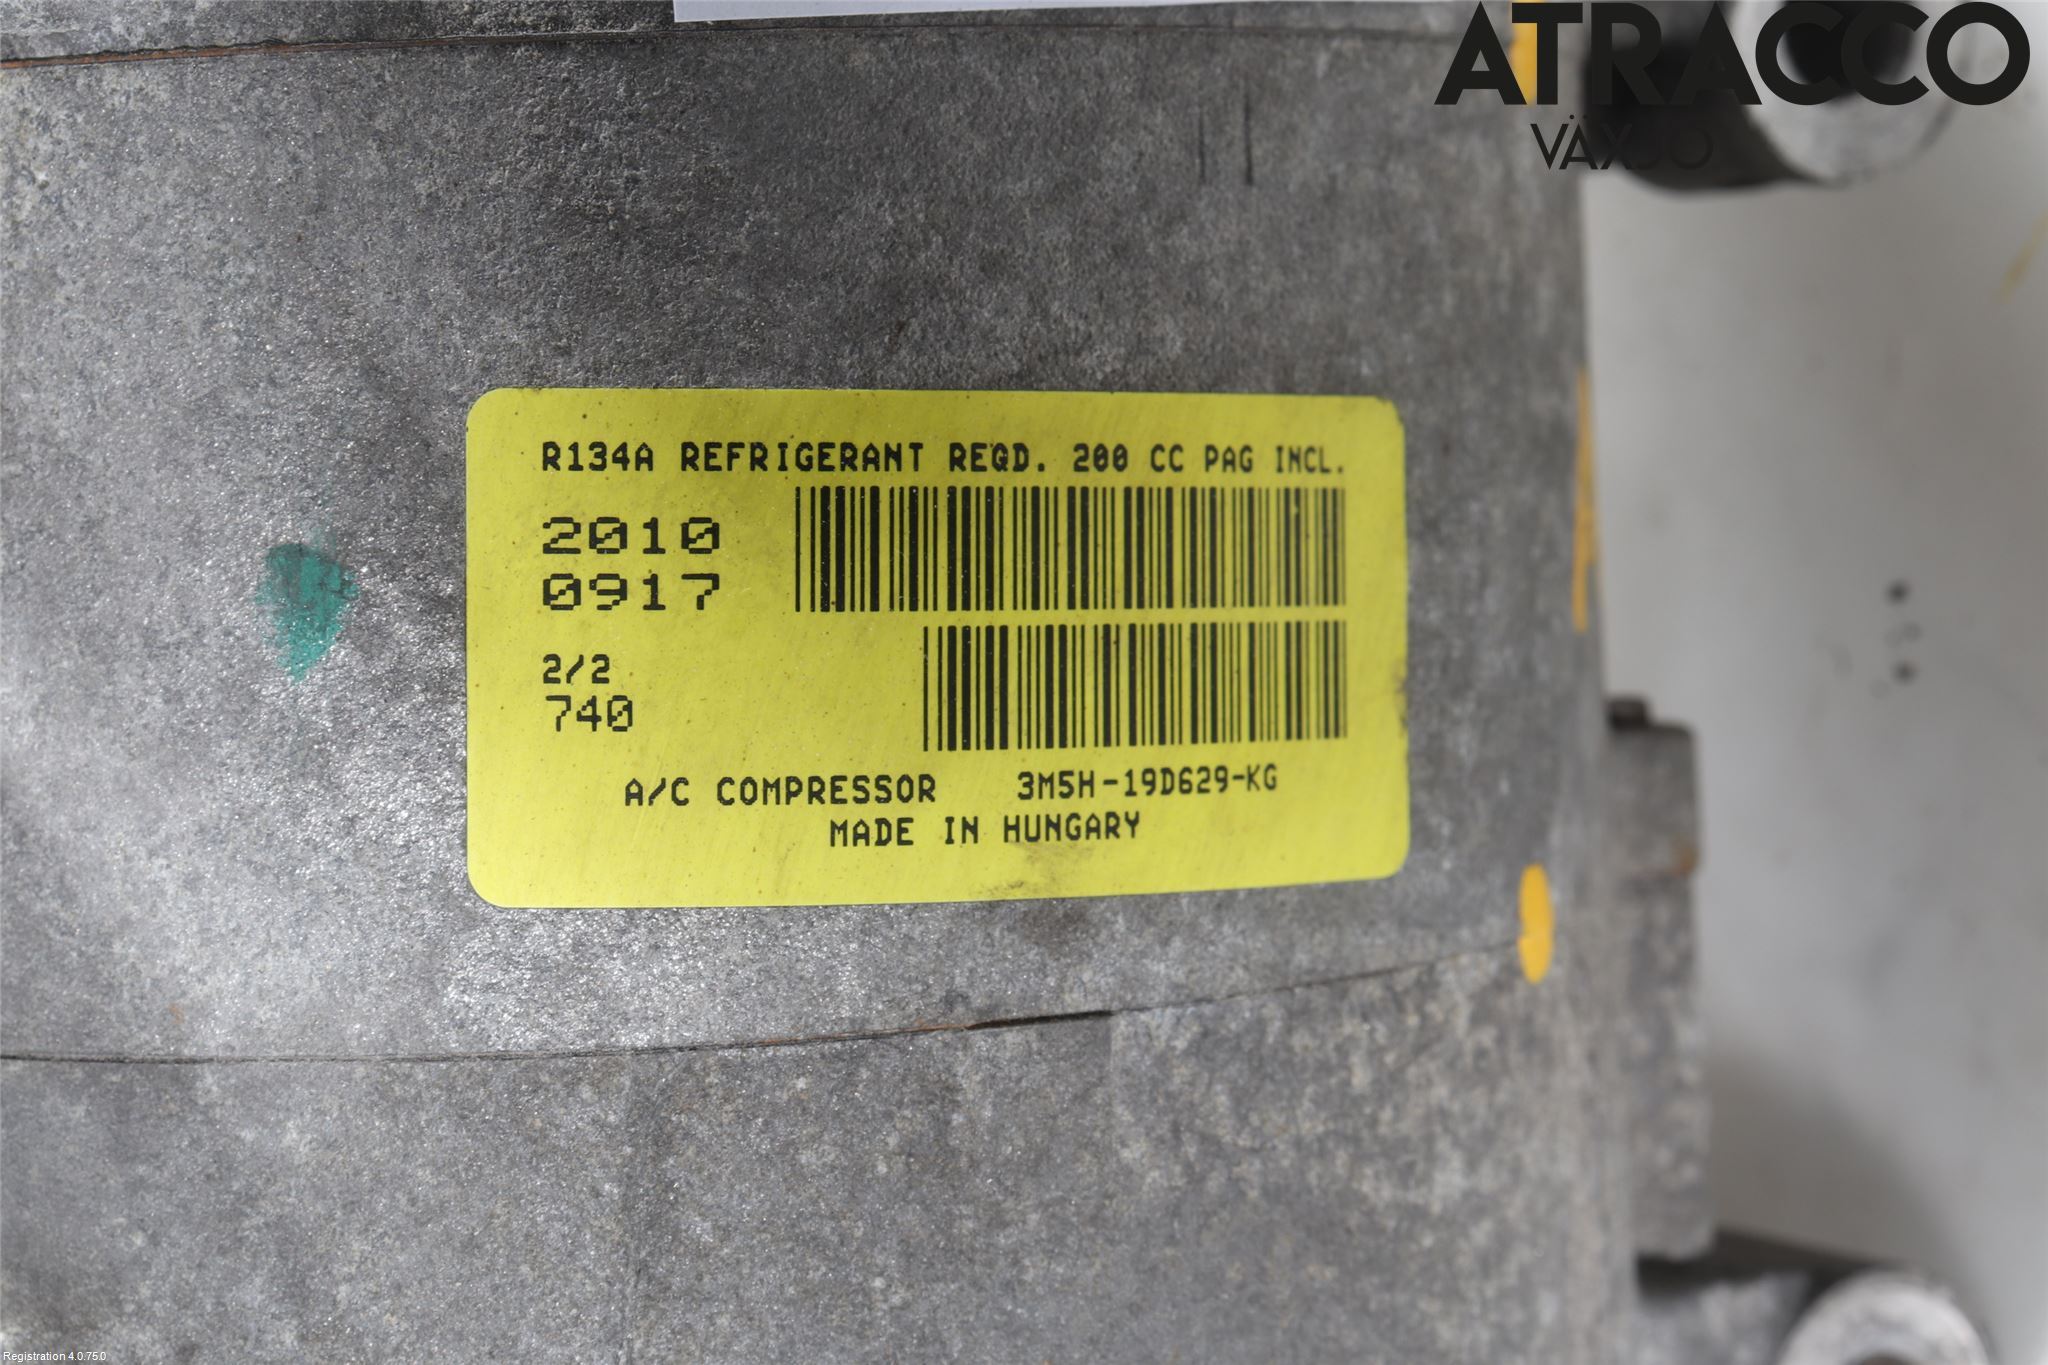 ATRACCO
VÄXJÖ
R134A REFRIGERANT REQD. 200 CC PAG INCL.
2010
0917
2/2
740
A/C COMPRESSOR 3M5H-19D629-KG
MADE IN HUNGARY
Registration 4.0.75.0